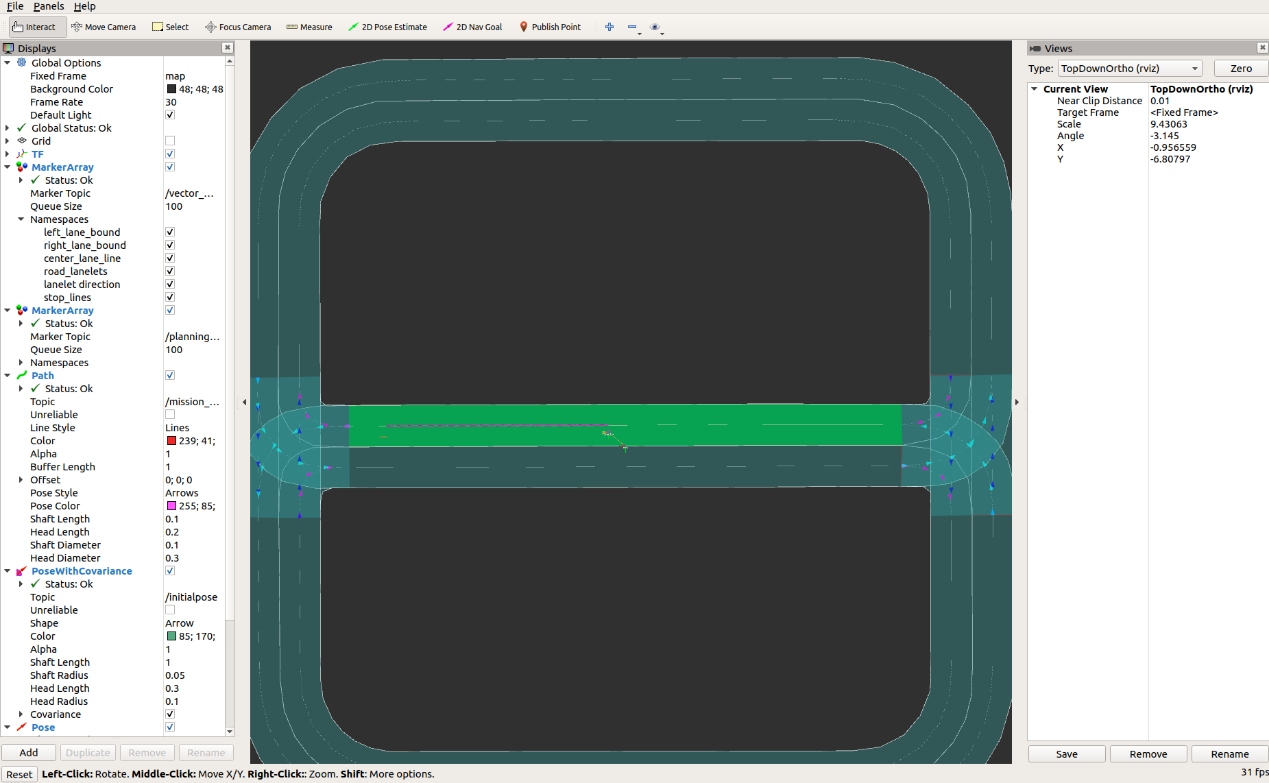 File Panels Help
Interact Move Camera Select Focus Camera Measure 2D Pose Estimate 2D Nav Goal Publish Point
Displays
Global Options
Fixed Frame map
Background Color 48; 48; 48
Frame Rate 30
Default Light
Global Status: Ok
Grid
TF
MarkerArray
Status: Ok
Marker Topic /vector_...
Queue Size 100
Namespaces
left_lane_bound
right_lane_bound
center_lane_line
road_lanelets
lanelet direction
stop_lines
MarkerArray
Status: Ok
Marker Topic /planning...
Queue Size 100
Namespaces
Path
Status: Ok
Topic /mission_...
Unreliable
Line Style Lines
Color 239; 41;
Alpha 1
Buffer Length 1
Offset 0; 0; 0
Pose Style Arrows
Pose Color 255; 85;
Shaft Length 0.1
Head Length 0.2
Shaft Diameter 0.1
Head Diameter 0.3
PoseWithCovariance
Status: Ok
Topic /initialpose
Unreliable
Shape Arrow
Color 85; 170;
Alpha 1
Shaft Length 1
Shaft Radius 0.05
Head Length 0.3
Head Radius 0.1
Covariance
Pose
Add Duplicate Remove Rename
Views
Type: TopDownOrtho (rviz) Zero
Current View TopDownOrtho (rviz)
Near Clip Distance 0.01
Target Frame <Fixed Frame>
Scale 9.43063
Angle -3.145
X -0.956559
Y -6.80797
Save Remove Rename
Reset Left-Click: Rotate. Middle-Click: Move X/Y. Right-Click:: Zoom. Shift: More options. 31 fps